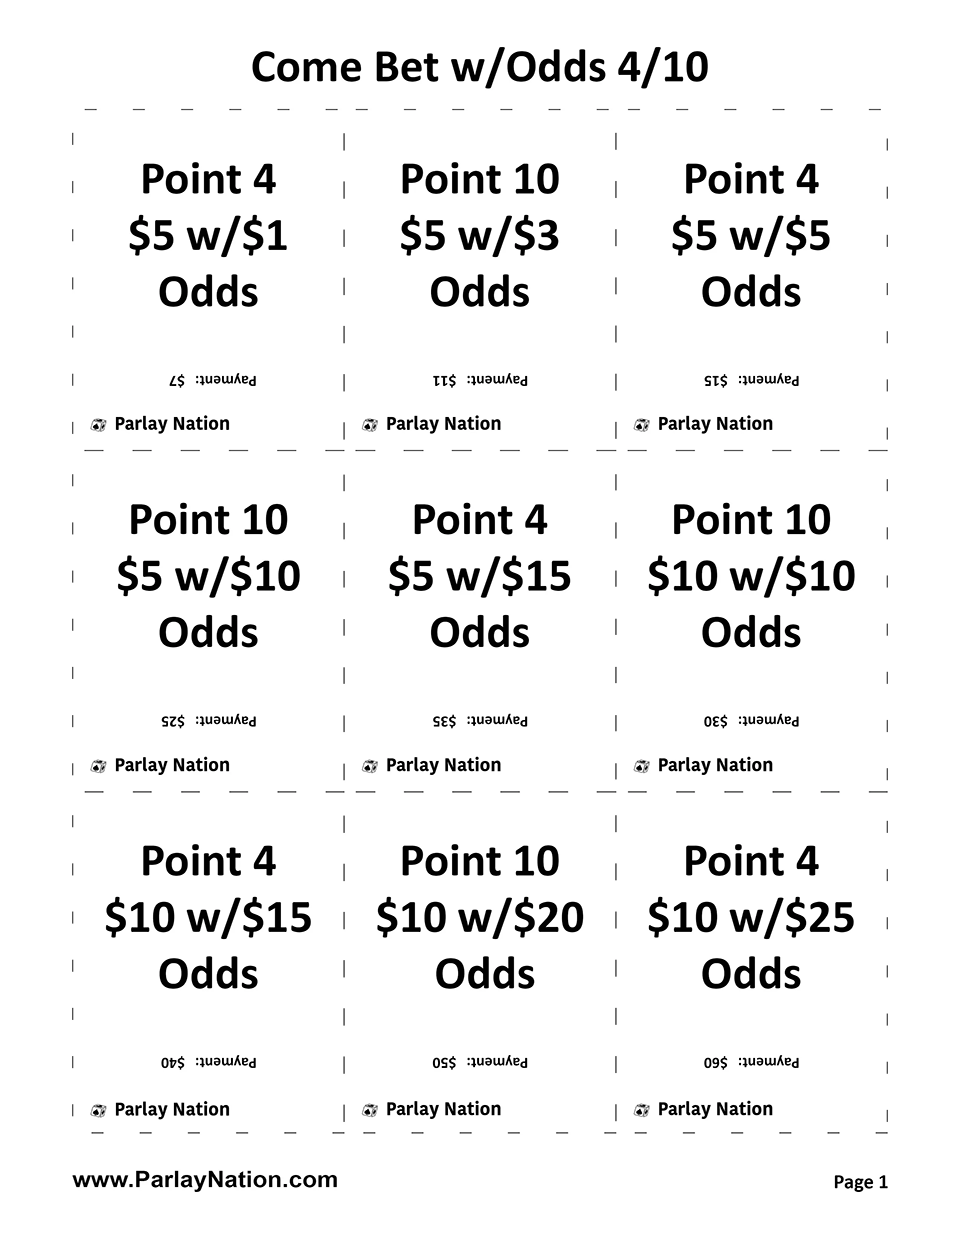 Come Bet w/Odds 4/10
Point 4
$5 w/$1
Odds
Payment: $7
Parlay Nation
Point 10
$5 w/$3
Odds
Payment: $11
Parlay Nation
Point 4
$5 w/$5
Odds
Payment: $15
Parlay Nation
Point 10
$5 w/$10
Odds
Payment: $25
Parlay Nation
Point 4
$5 w/$15
Odds
Payment: $35
Parlay Nation
Point 10
$10 w/$10
Odds
Payment: $30
Parlay Nation
Point 4
$10 w/$15
Odds
Payment: $40
Parlay Nation
Point 10
$10 w/$20
Odds
Payment: $50
Parlay Nation
Point 4
$10 w/$25
Odds
Payment: $60
Parlay Nation
www.ParlayNation.com
Page 1